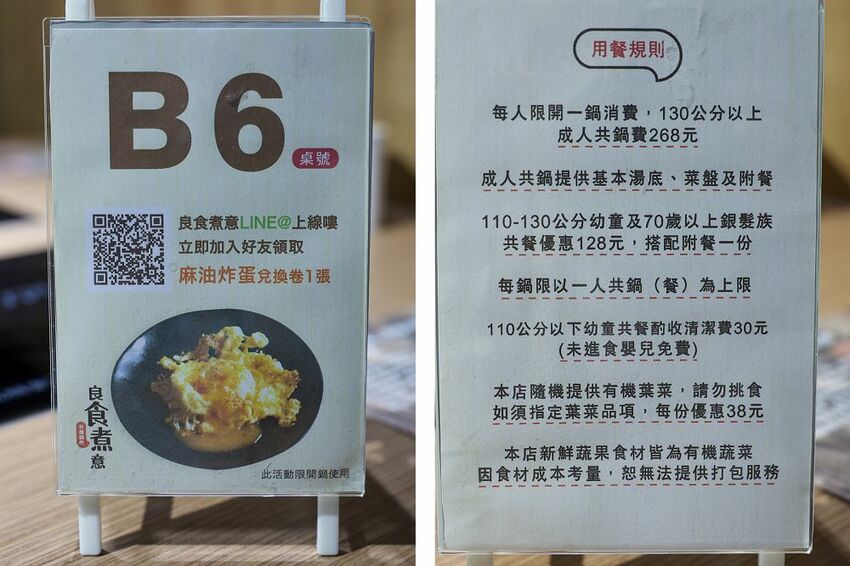 B6
桌號
良食煮意LINE@上線嘍
立即加入好友領取
麻油炸蛋兌換卷1張
良食煮意
此活動限開鍋使用
用餐規則
每人限開一鍋消費，130公分以上
成人共鍋費268元
成人共鍋提供基本湯底、菜盤及附餐
110-130公分幼童及70歲以上銀髮族
共餐優惠128元，搭配附餐一份
每鍋限以一人共鍋（餐）為上限
110公分以下幼童共餐酌收清潔費30元
(未進食嬰兒免費)
本店隨機提供有機葉菜，請勿挑食
如須指定葉菜品項，每份優惠38元
本店新鮮蔬果食材皆為有機蔬菜
因食材成本考量，恕無法提供打包服務